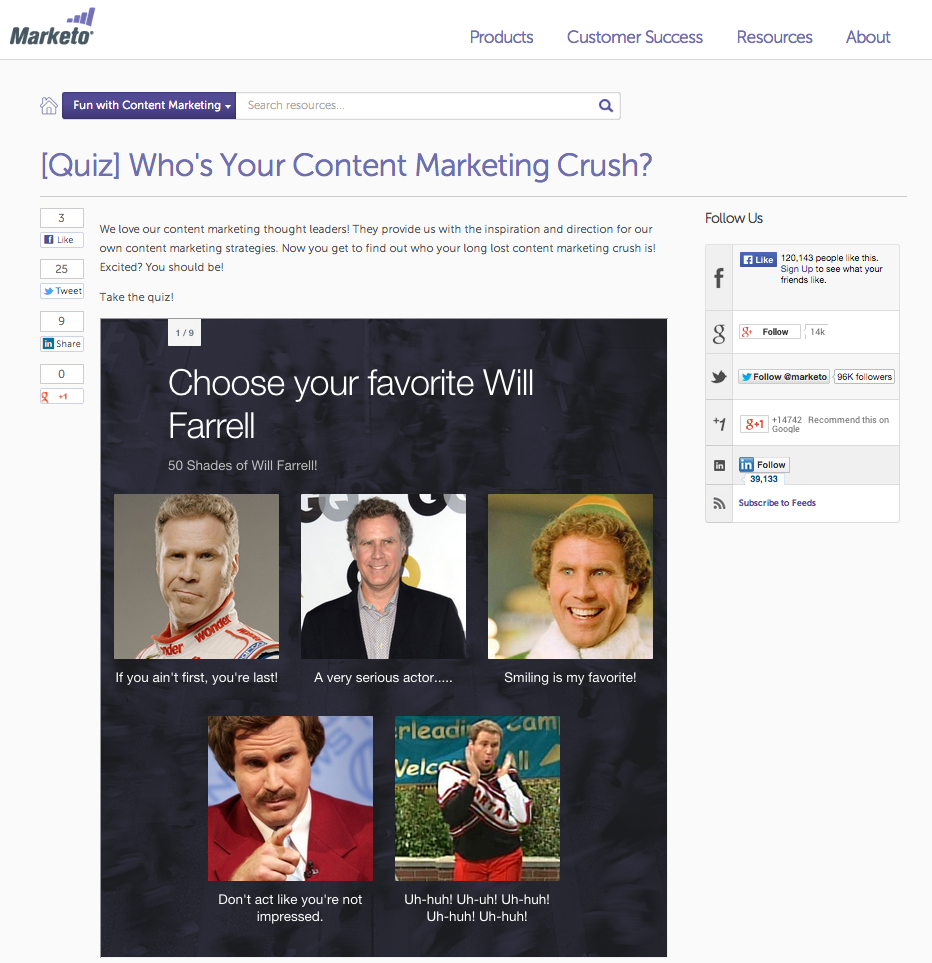 Marketo
Products
Customer Success
Resources
About
Fun with Content Marketing
Search resources...
[Quiz] Who's Your Content Marketing Crush?
3
Like
25
Tweet
9
in Share
0
g +1
We love our content marketing thought leaders! They provide us with the inspiration and direction for our
own content marketing strategies. Now you get to find out who your long lost content marketing crush is!
Excited? You should be!
Take the quiz!
1 / 9
Choose your favorite Will
Farrell
50 Shades of Will Farrell!
GQ
wonder
If you ain't first, you're last!
A very serious actor.....
Smiling is my favorite!
Don't act like you're not
impressed.
Uh-huh! Uh-uh! Uh-huh!
Uh-huh! Uh-huh!
Follow Us
f
f Like
120,143 people like this.
Sign Up to see what your
friends like.
g
g+ Follow
14k
Follow @marketo
96K followers
+1
g+1
+14742 Recommend this on
Google
in
in Follow
39,133
Subscribe to Feeds